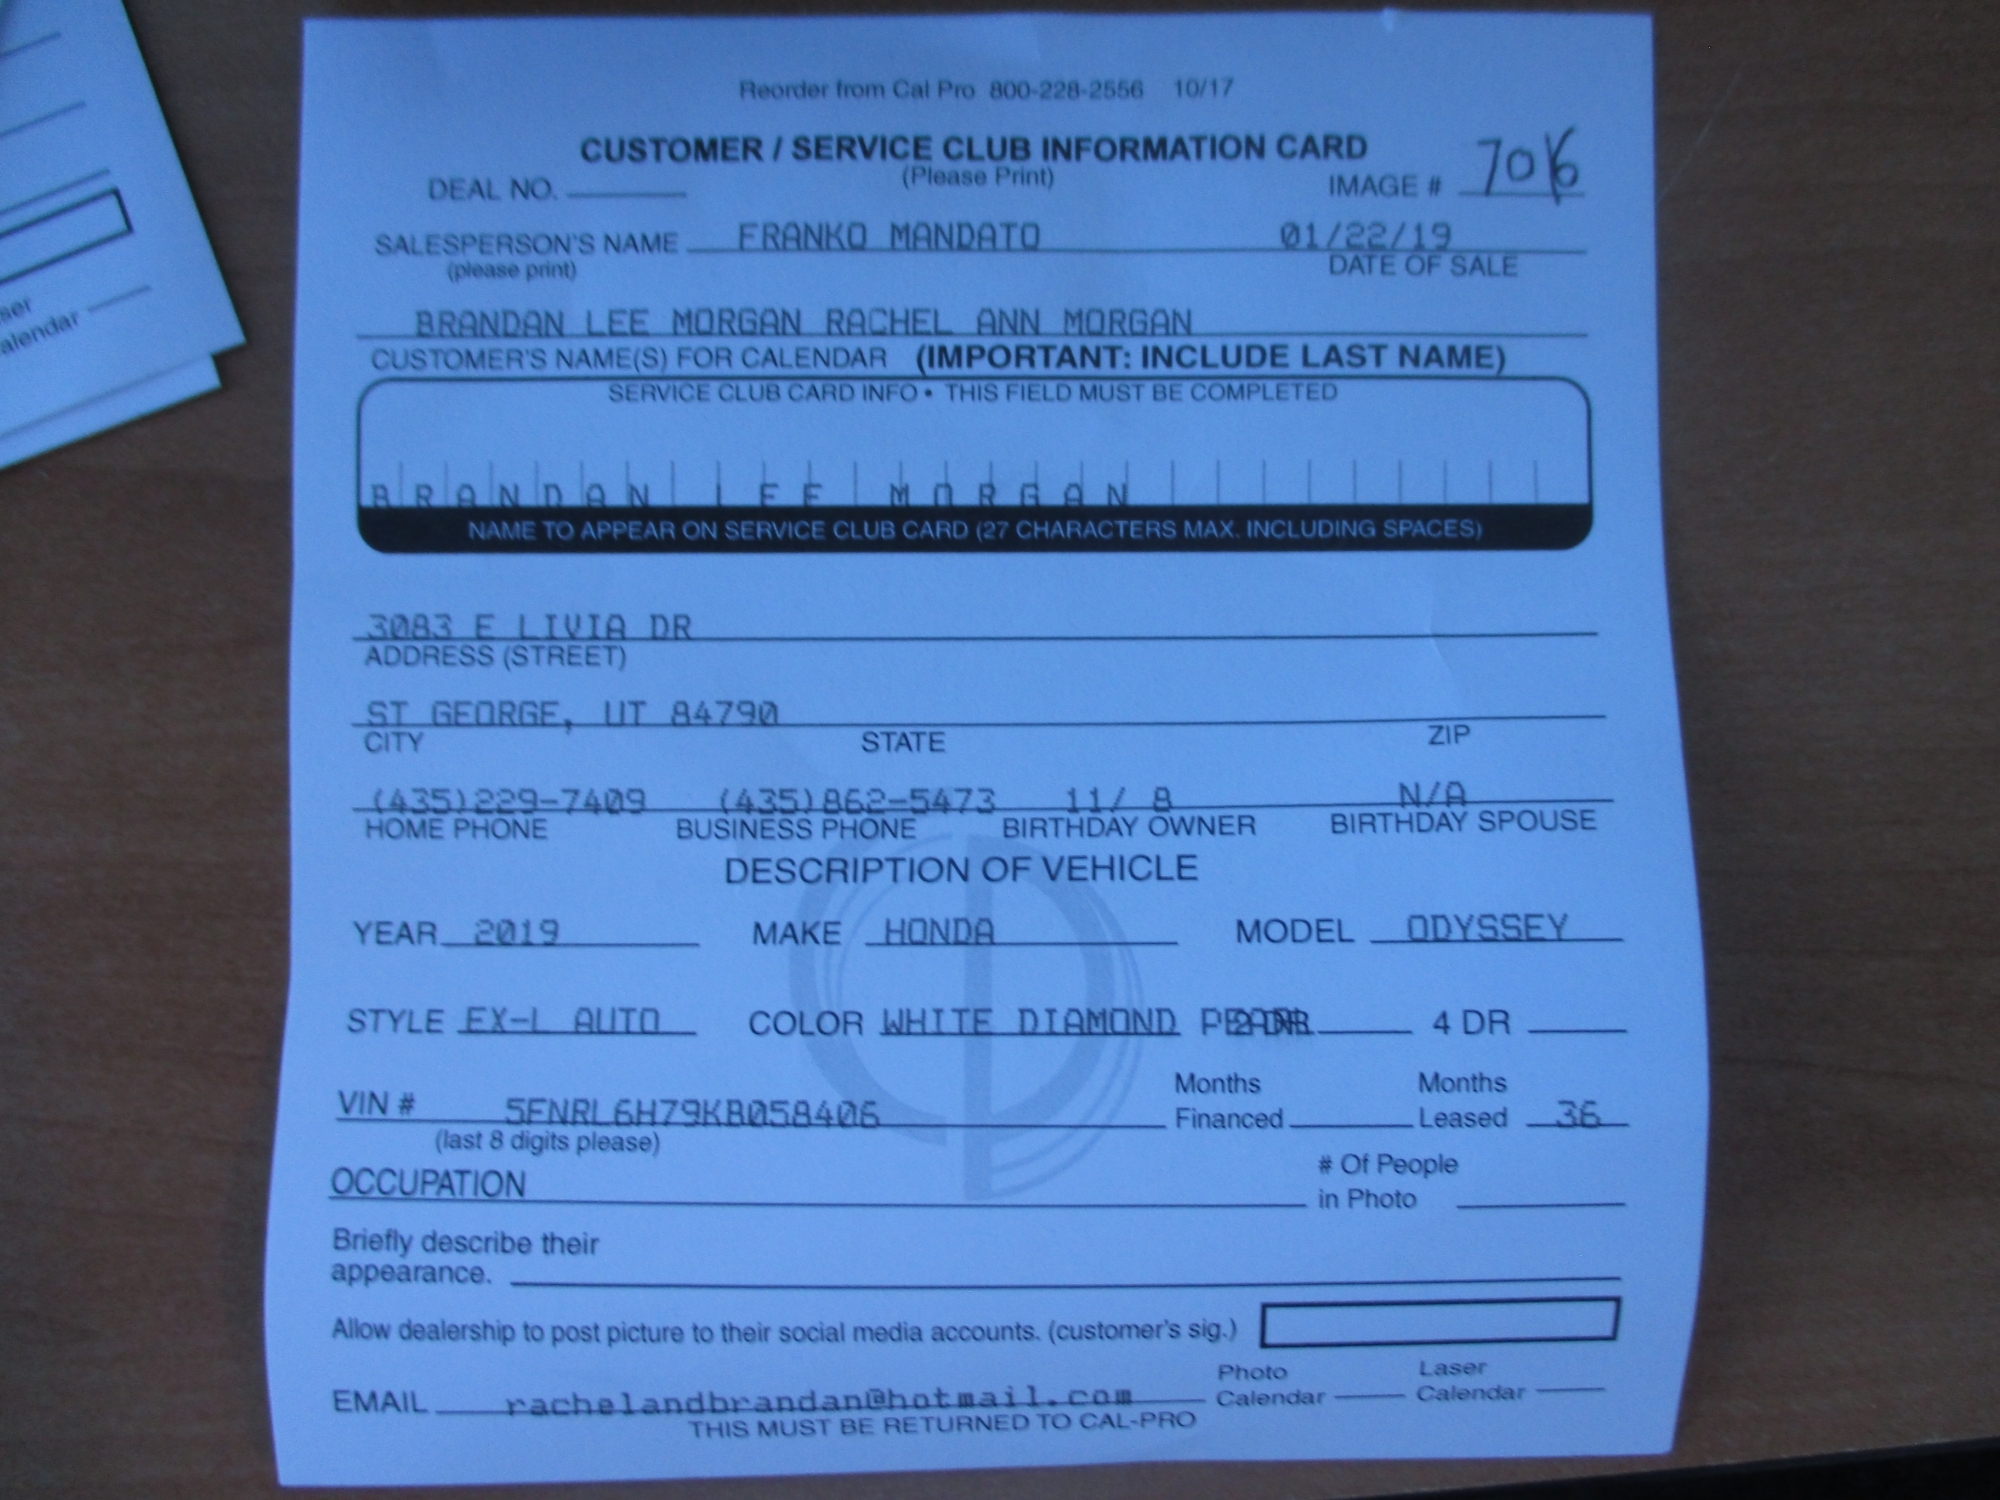 Reorder from Cal Pro 800-228-2556 10/17
CUSTOMER / SERVICE CLUB INFORMATION CARD
(Please Print)
DEAL NO. IMAGE #
SALESPERSON'S NAME FRANKO MANDATO 01/22/19
(please print) DATE OF SALE
BRANDAN LEE MORGAN RACHEL ANN MORGAN
CUSTOMER'S NAME(S) FOR CALENDAR (IMPORTANT: INCLUDE LAST NAME)
SERVICE CLUB CARD INFO • THIS FIELD MUST BE COMPLETED
BRANDAN LEE MORGAN
NAME TO APPEAR ON SERVICE CLUB CARD (27 CHARACTERS MAX. INCLUDING SPACES)
3083 E LIVIA DR
ADDRESS (STREET)
ST GEORGE, UT 84790
CITY STATE ZIP
(435)229-7409 (435)862-5473 11/ 8 N/A
HOME PHONE BUSINESS PHONE BIRTHDAY OWNER BIRTHDAY SPOUSE
DESCRIPTION OF VEHICLE
YEAR 2019 MAKE HONDA MODEL ODYSSEY
STYLE EX-L AUTO COLOR WHITE DIAMOND PEARL 2 DR 4 DR
Months Months
VIN # 5FNRL6H79KB058406 Financed Leased 36
(last 8 digits please)
# Of People
OCCUPATION in Photo
Briefly describe their
appearance.
Allow dealership to post picture to their social media accounts. (customer's sig.)
Photo Laser
EMAIL rachelandbrandan@hotmail.com Calendar Calendar
THIS MUST BE RETURNED TO CAL-PRO
ser
alendar